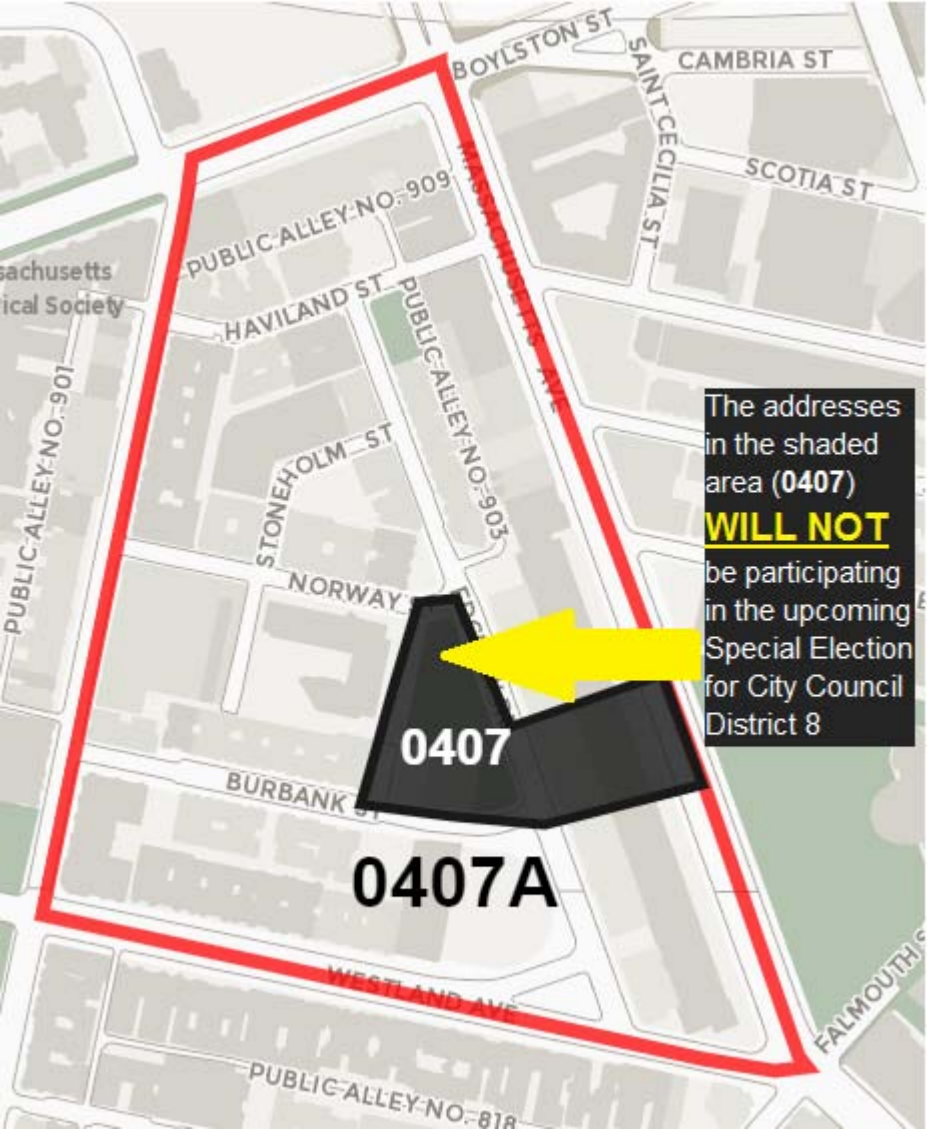 BOYLSTON ST
CAMBRIA ST
SAINT CECILIA ST
SCOTIA ST
MASSACHUSETTS AVE
PUBLIC ALLEY NO. 909
sachusetts
ical Society
HAVILAND ST
PUBLIC ALLEY NO. 903
PUBLIC ALLEY NO. 901
STONEHOLM ST
NORWAY
The addresses
in the shaded
area (0407)
WILL NOT
be participating
in the upcoming
Special Election
for City Council
District 8
0407
BURBANK ST
0407A
WESTLAND AVE
FALMOUTH S
PUBLIC ALLEY NO. 818